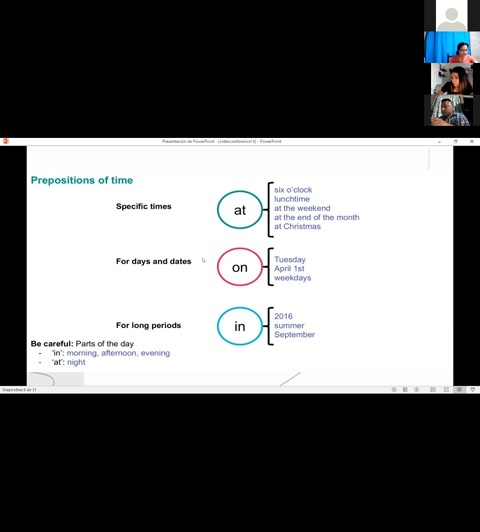 Presentación de PowerPoint - [videoconference14] - PowerPoint
Prepositions of time
Specific times
at
six o'clock
lunchtime
at the weekend
at the end of the month
at Christmas
For days and dates
on
Tuesday
April 1st
weekdays
For long periods
in
2016
summer
September
Be careful: Parts of the day
- 'in': morning, afternoon, evening
- 'at': night
Diapositiva 6 de 31